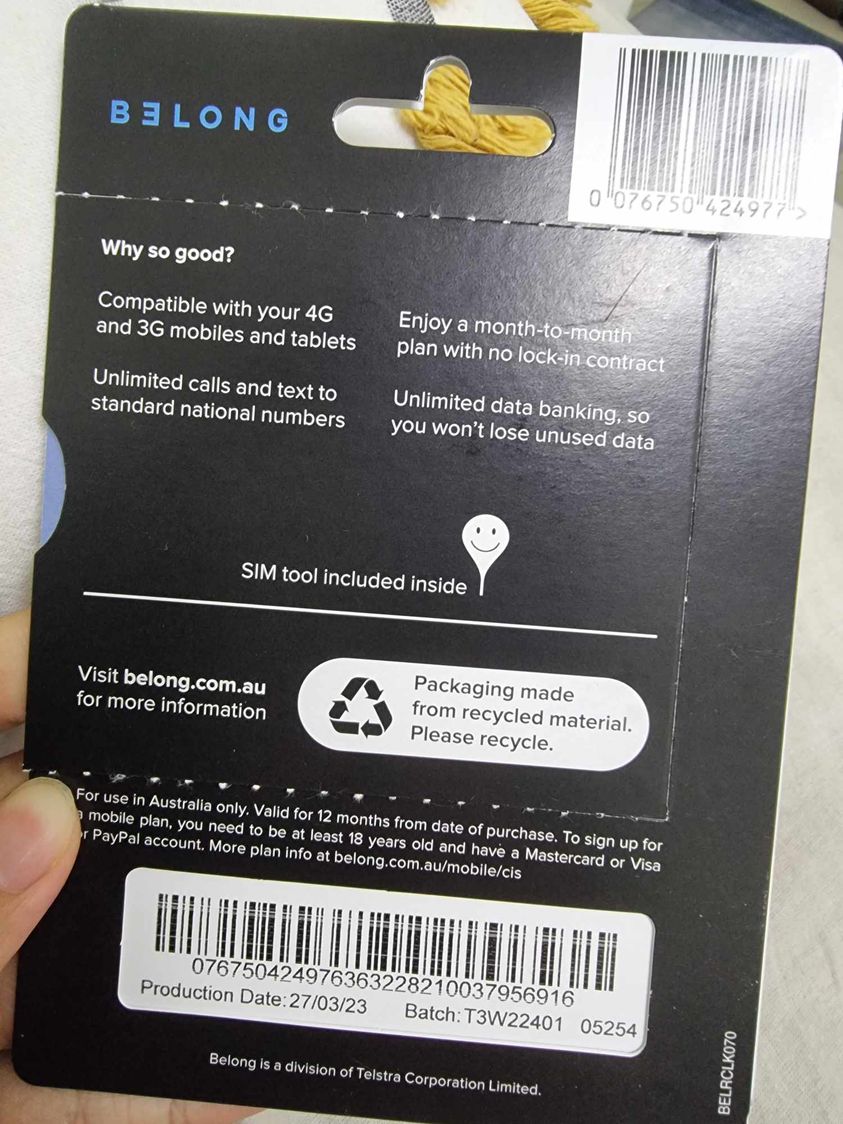 BELONG
0 076750 424977 >
Why so good?
Compatible with your 4G
and 3G mobiles and tablets
Unlimited calls and text to
standard national numbers
Enjoy a month-to-month
plan with no lock-in contract
Unlimited data banking, so
you won't lose unused data
SIM tool included inside
Visit belong.com.au
for more information
Packaging made
from recycled material.
Please recycle.
For use in Australia only. Valid for 12 months from date of purchase. To sign up for
a mobile plan, you need to be at least 18 years old and have a Mastercard or Visa
or PayPal account. More plan info at belong.com.au/mobile/cis
076750424976363228210037956916
Production Date: 27/03/23 Batch: T3W22401 05254
Belong is a division of Telstra Corporation Limited.
BELRCLK070